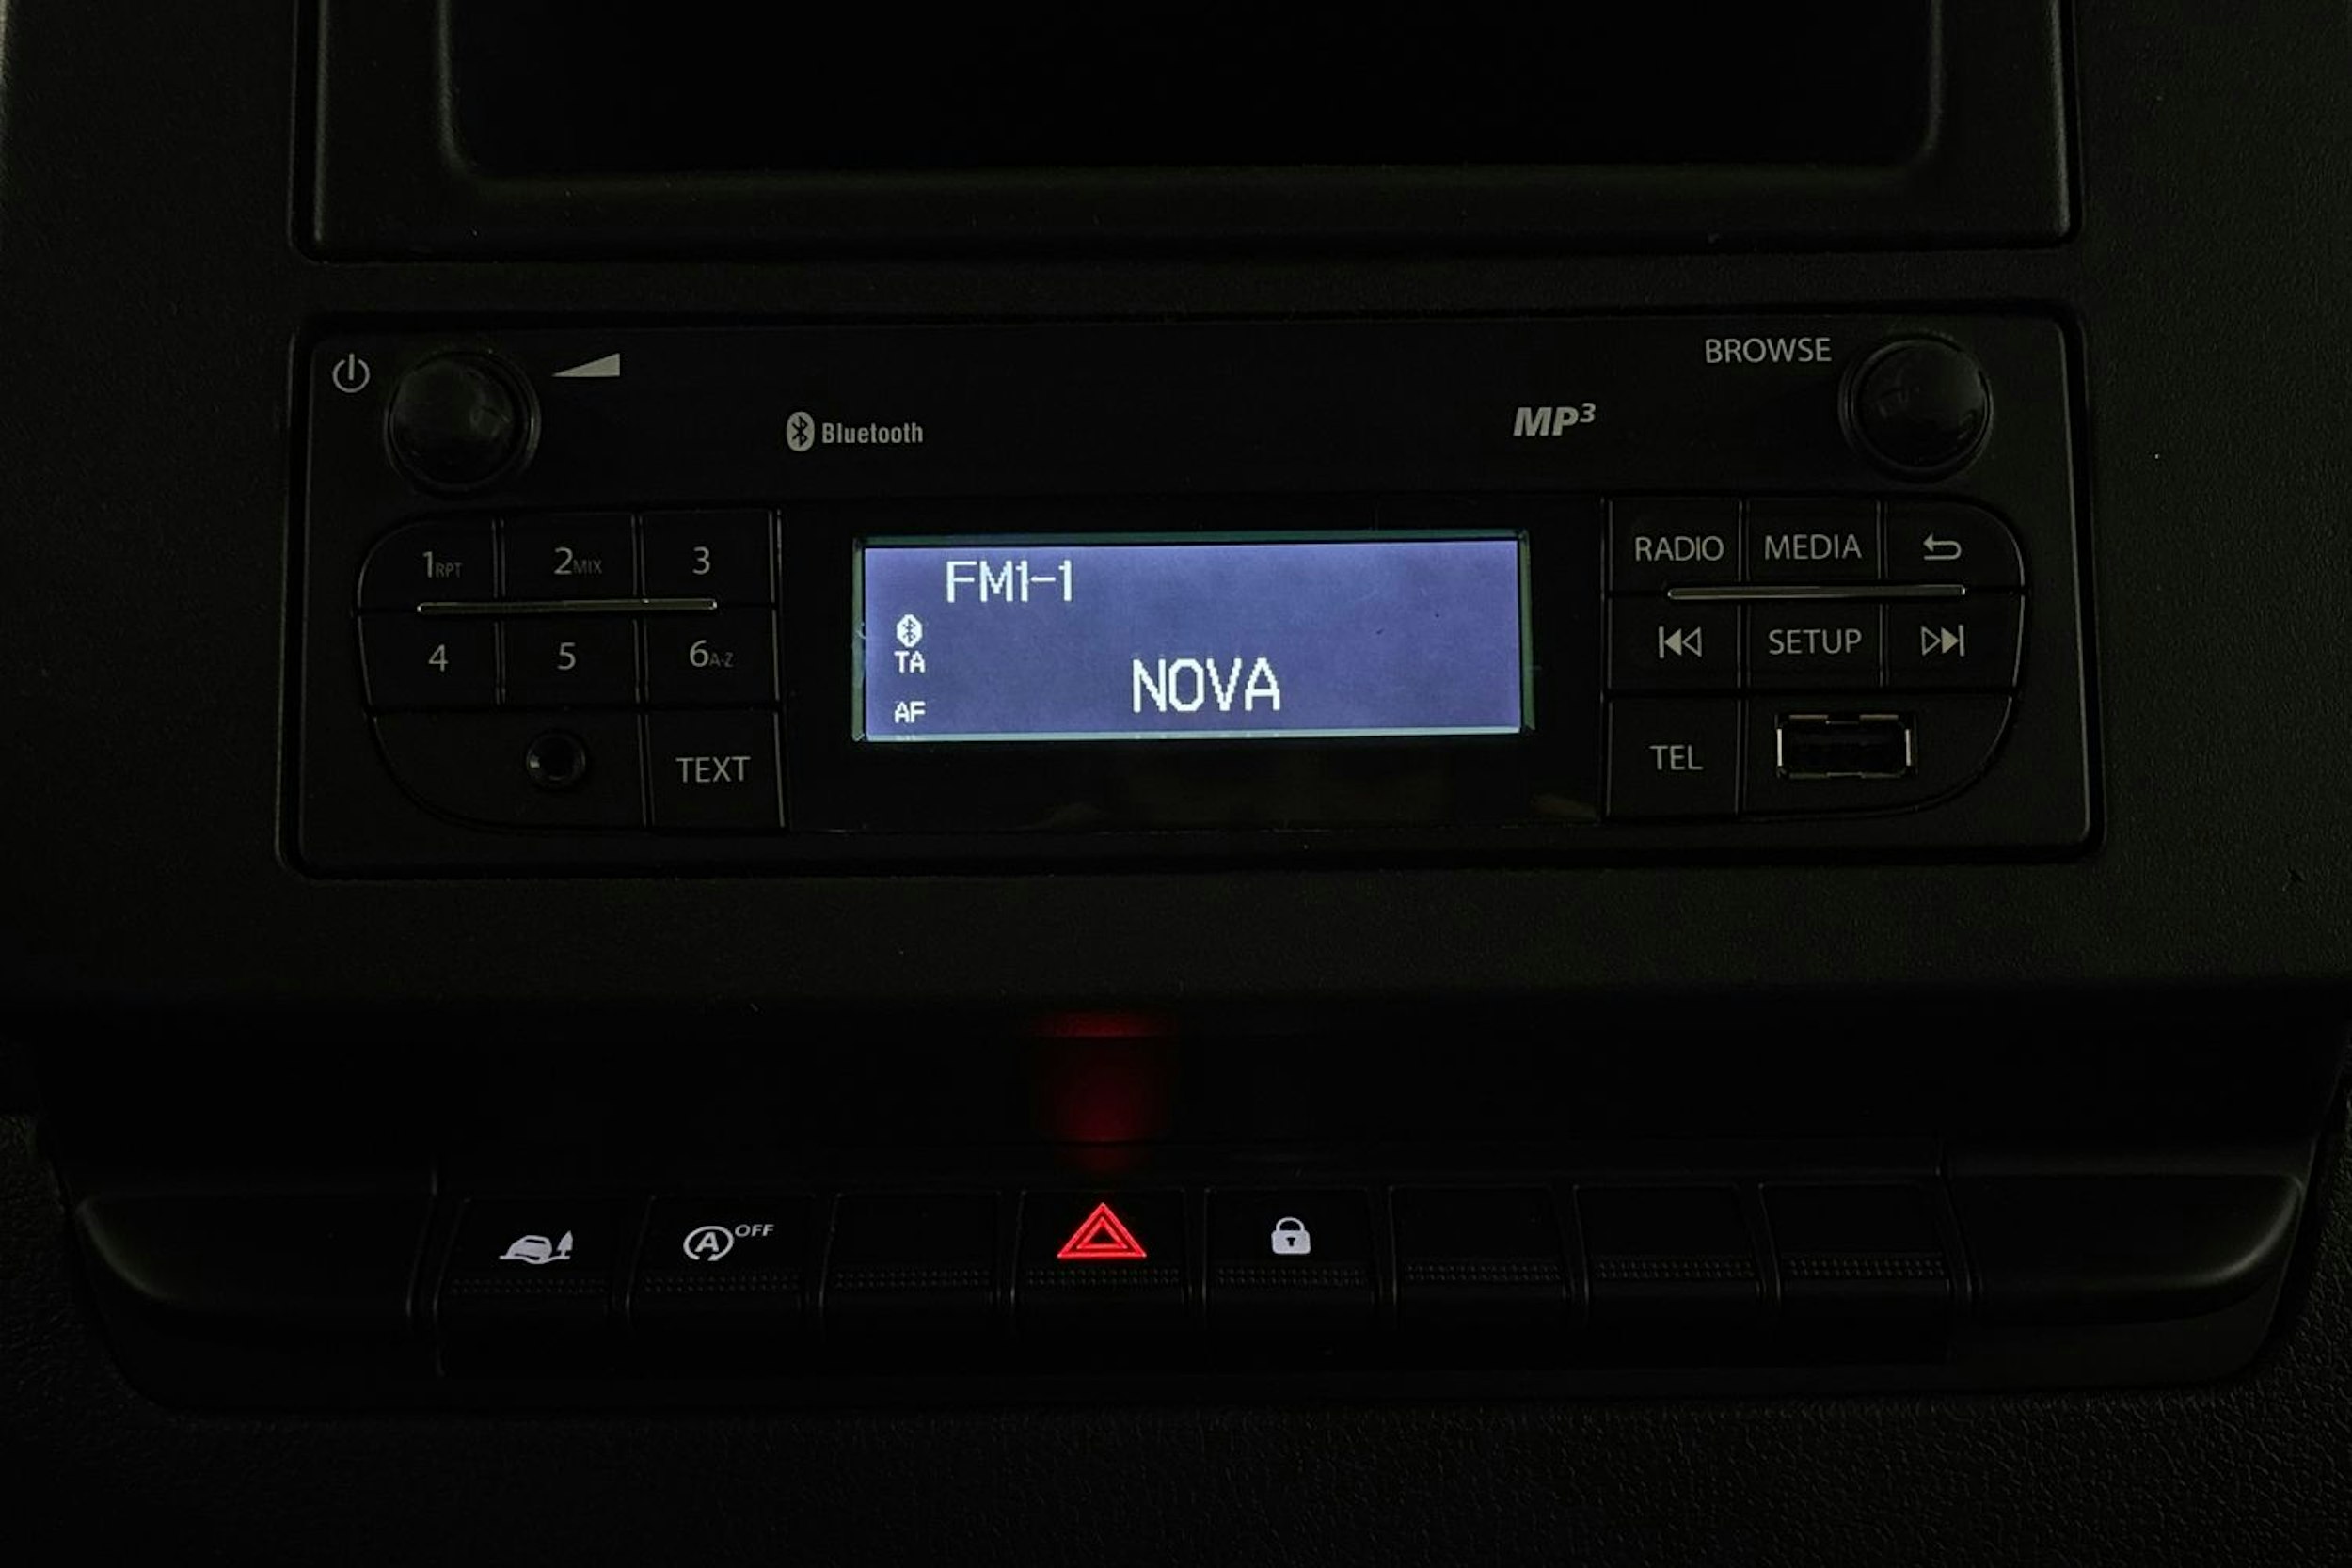 BROWSE
Bluetooth
MP3
1RPT 2MIX 3
4 5 6A-Z
TEXT
FM1-1
TA
NOVA
AF
RADIO MEDIA
SETUP
TEL
A OFF